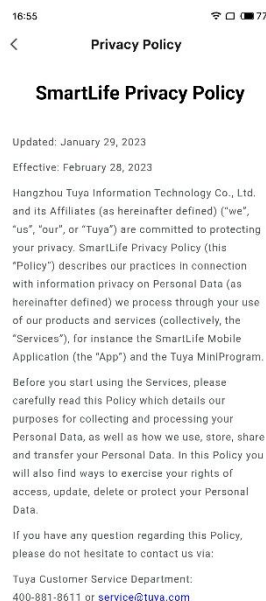 16:55
77
Privacy Policy
SmartLife Privacy Policy
Updated: January 29, 2023
Effective: February 28, 2023
Hangzhou Tuya Information Technology Co., Ltd.
and its Affiliates (as hereinafter defined) (“we”,
“us”, “our”, or “Tuya”) are committed to protecting
your privacy. SmartLife Privacy Policy (this
“Policy”) describes our practices in connection
with information privacy on Personal Data (as
hereinafter defined) we process through your use
of our products and services (collectively, the
“Services”), for instance the SmartLife Mobile
Application (the “App”) and the Tuya MiniProgram.
Before you start using the Services, please
carefully read this Policy which details our
purposes for collecting and processing your
Personal Data, as well as how we use, store, share
and transfer your Personal Data. In this Policy you
will also find ways to exercise your rights of
access, update, delete or protect your Personal
Data.
If you have any question regarding this Policy,
please do not hesitate to contact us via:
Tuya Customer Service Department:
400-881-8611 or service@tuya.com